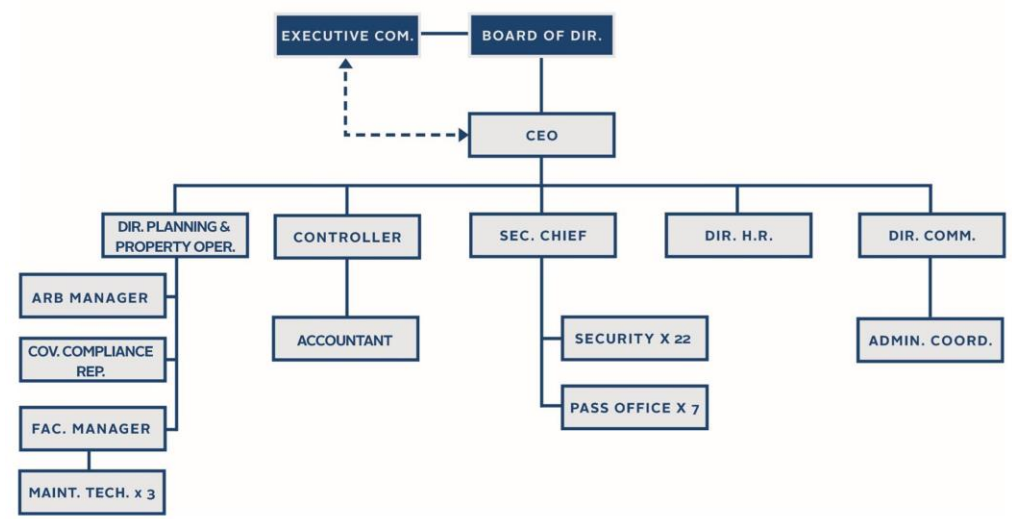 EXECUTIVE COM.
BOARD OF DIR.
CEO
DIR. PLANNING &
PROPERTY OPER.
CONTROLLER
SEC. CHIEF
DIR. H.R.
DIR. COMM.
ARB MANAGER
COV. COMPLIANCE
REP.
FAC. MANAGER
MAINT. TECH. x 3
ACCOUNTANT
SECURITY X 22
PASS OFFICE X 7
ADMIN. COORD.